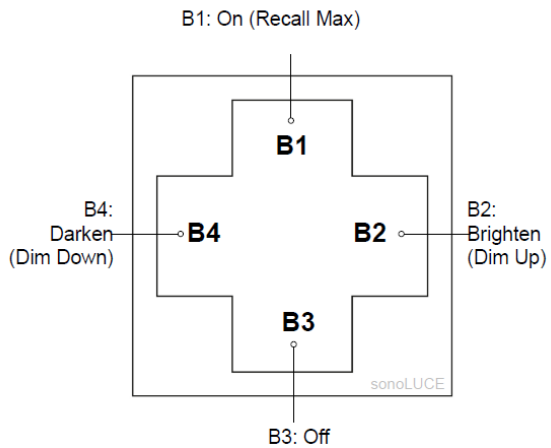 B1: On (Recall Max)
B1
B4:
Darken
(Dim Down)
B4
B2
B2:
Brighten
(Dim Up)
B3
sonoLUCE
B3: Off